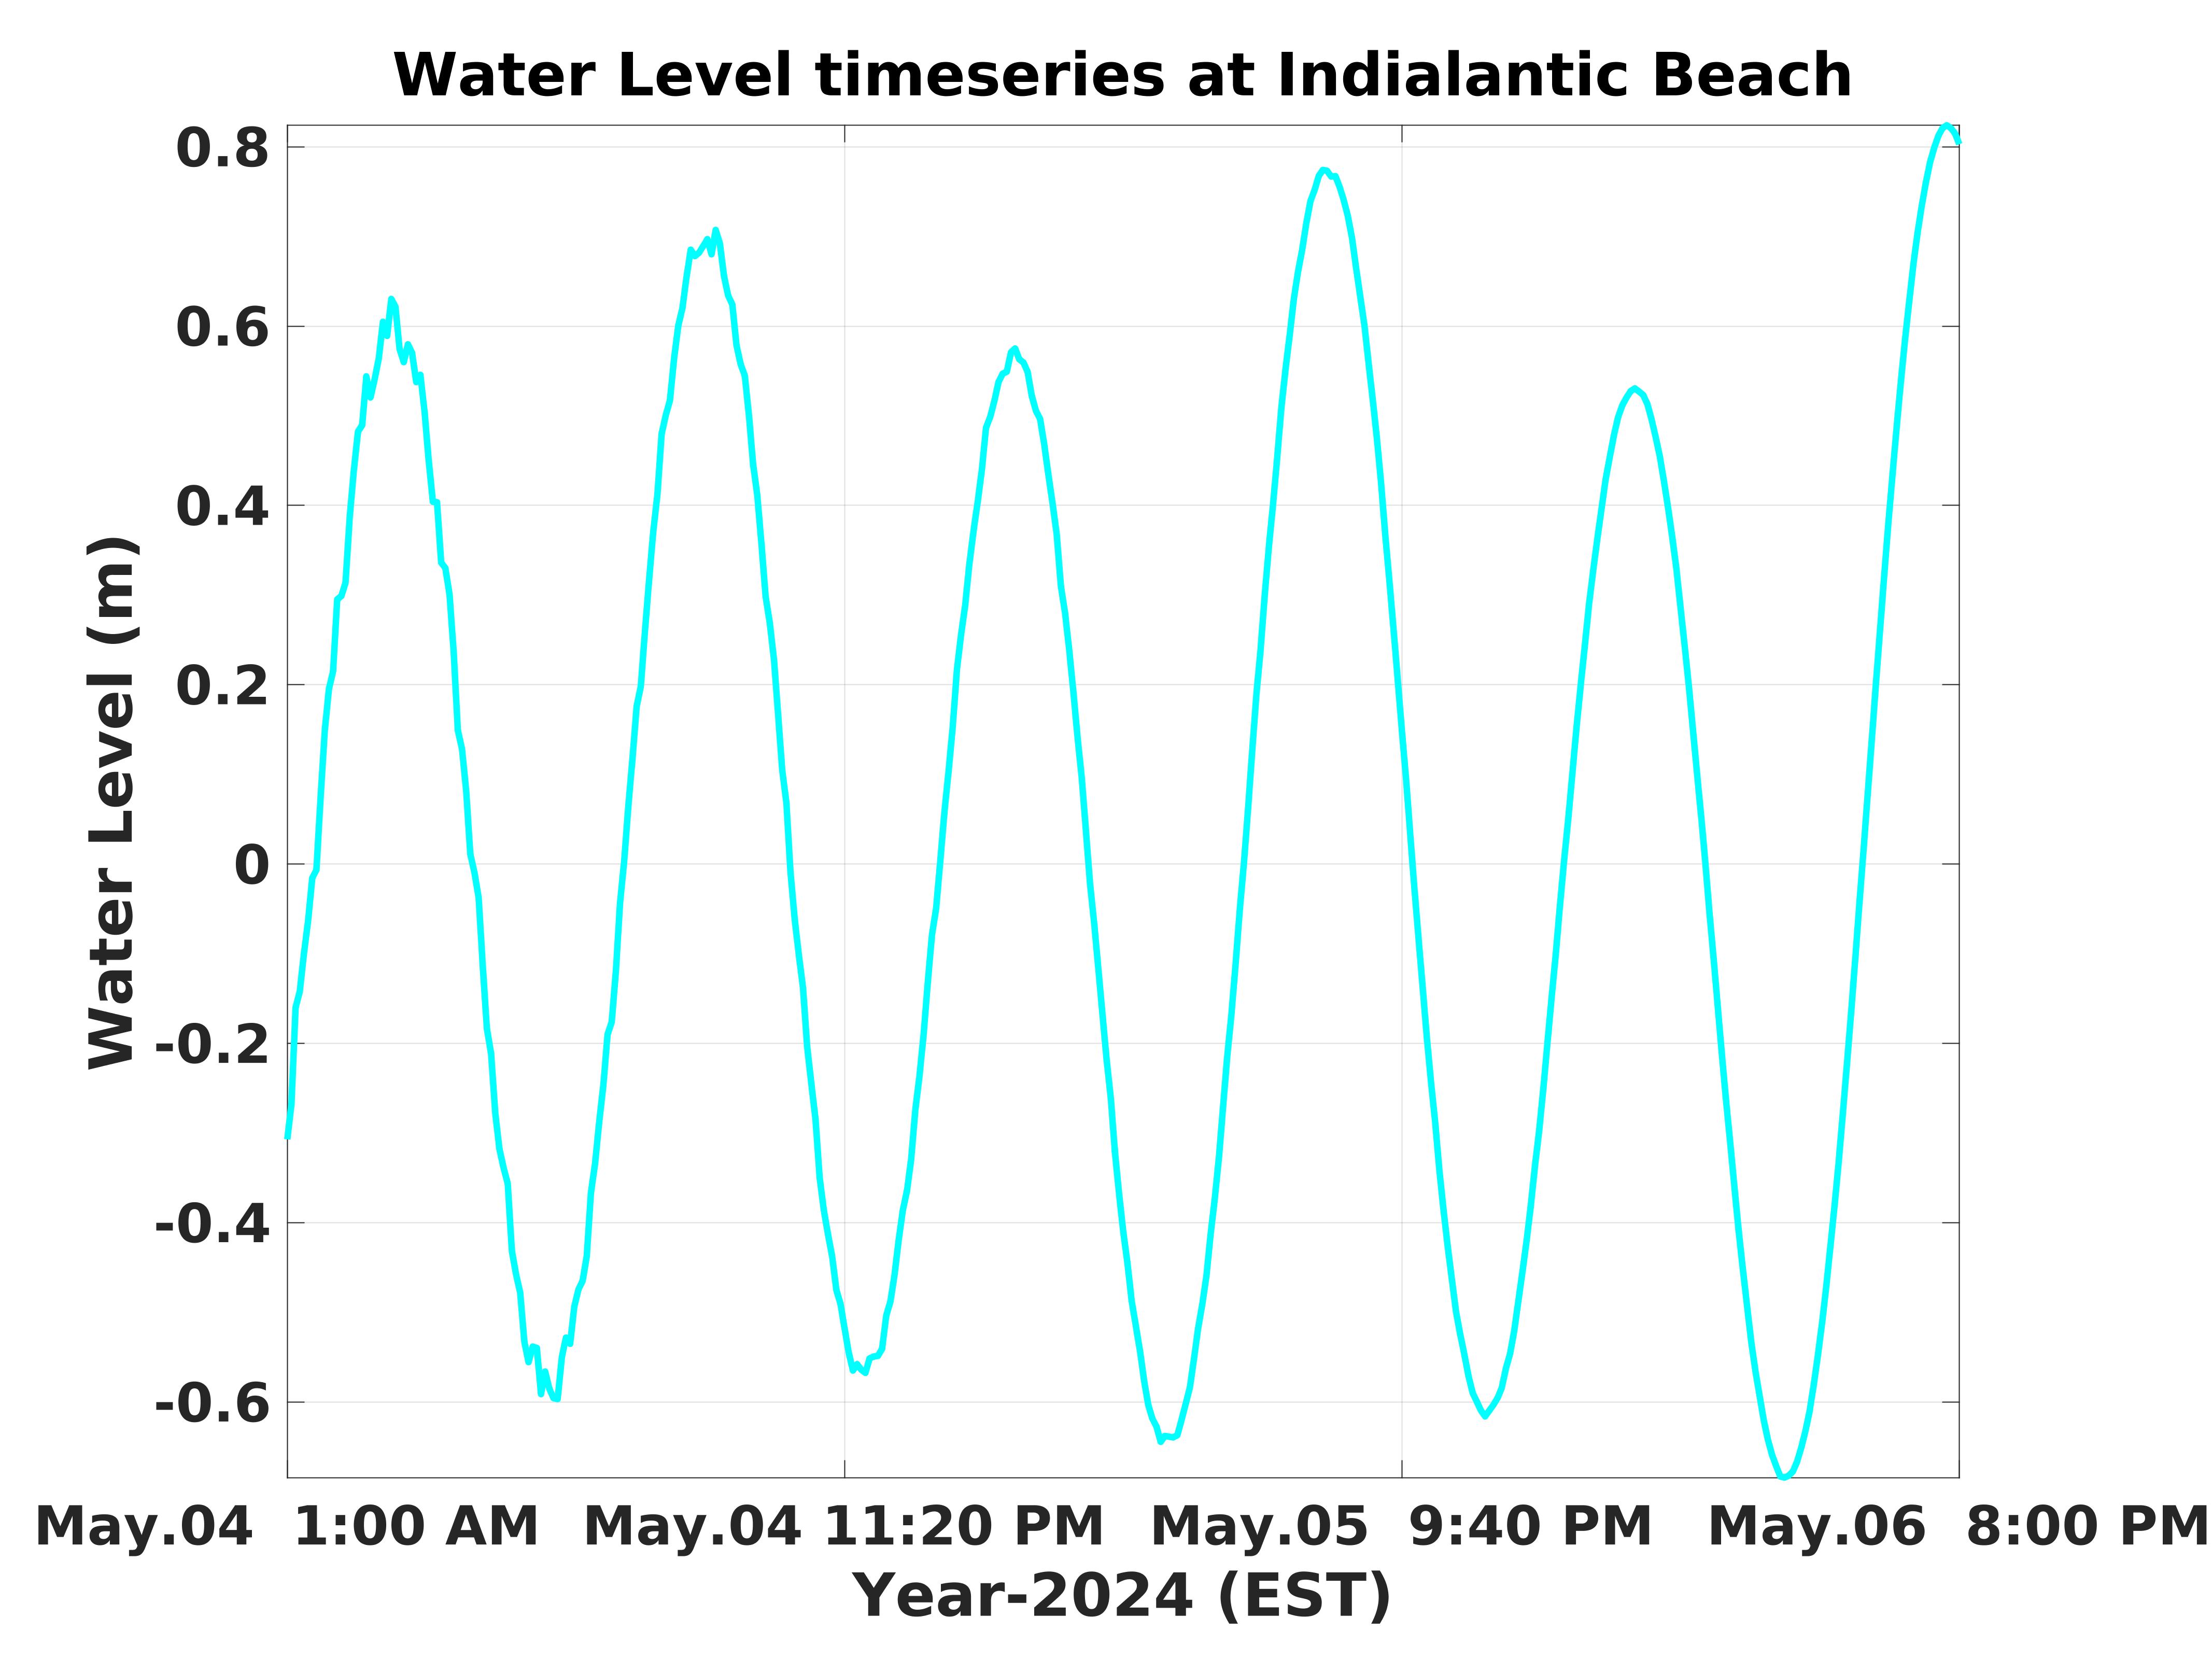 Water Level timeseries at Indialantic Beach
0.8
0.6
0.4
0.2
0
-0.2
-0.4
-0.6
Water Level (m)
May.04 1:00 AM May.04 11:20 PM May.05 9:40 PM May.06 8:00 PM
Year-2024 (EST)